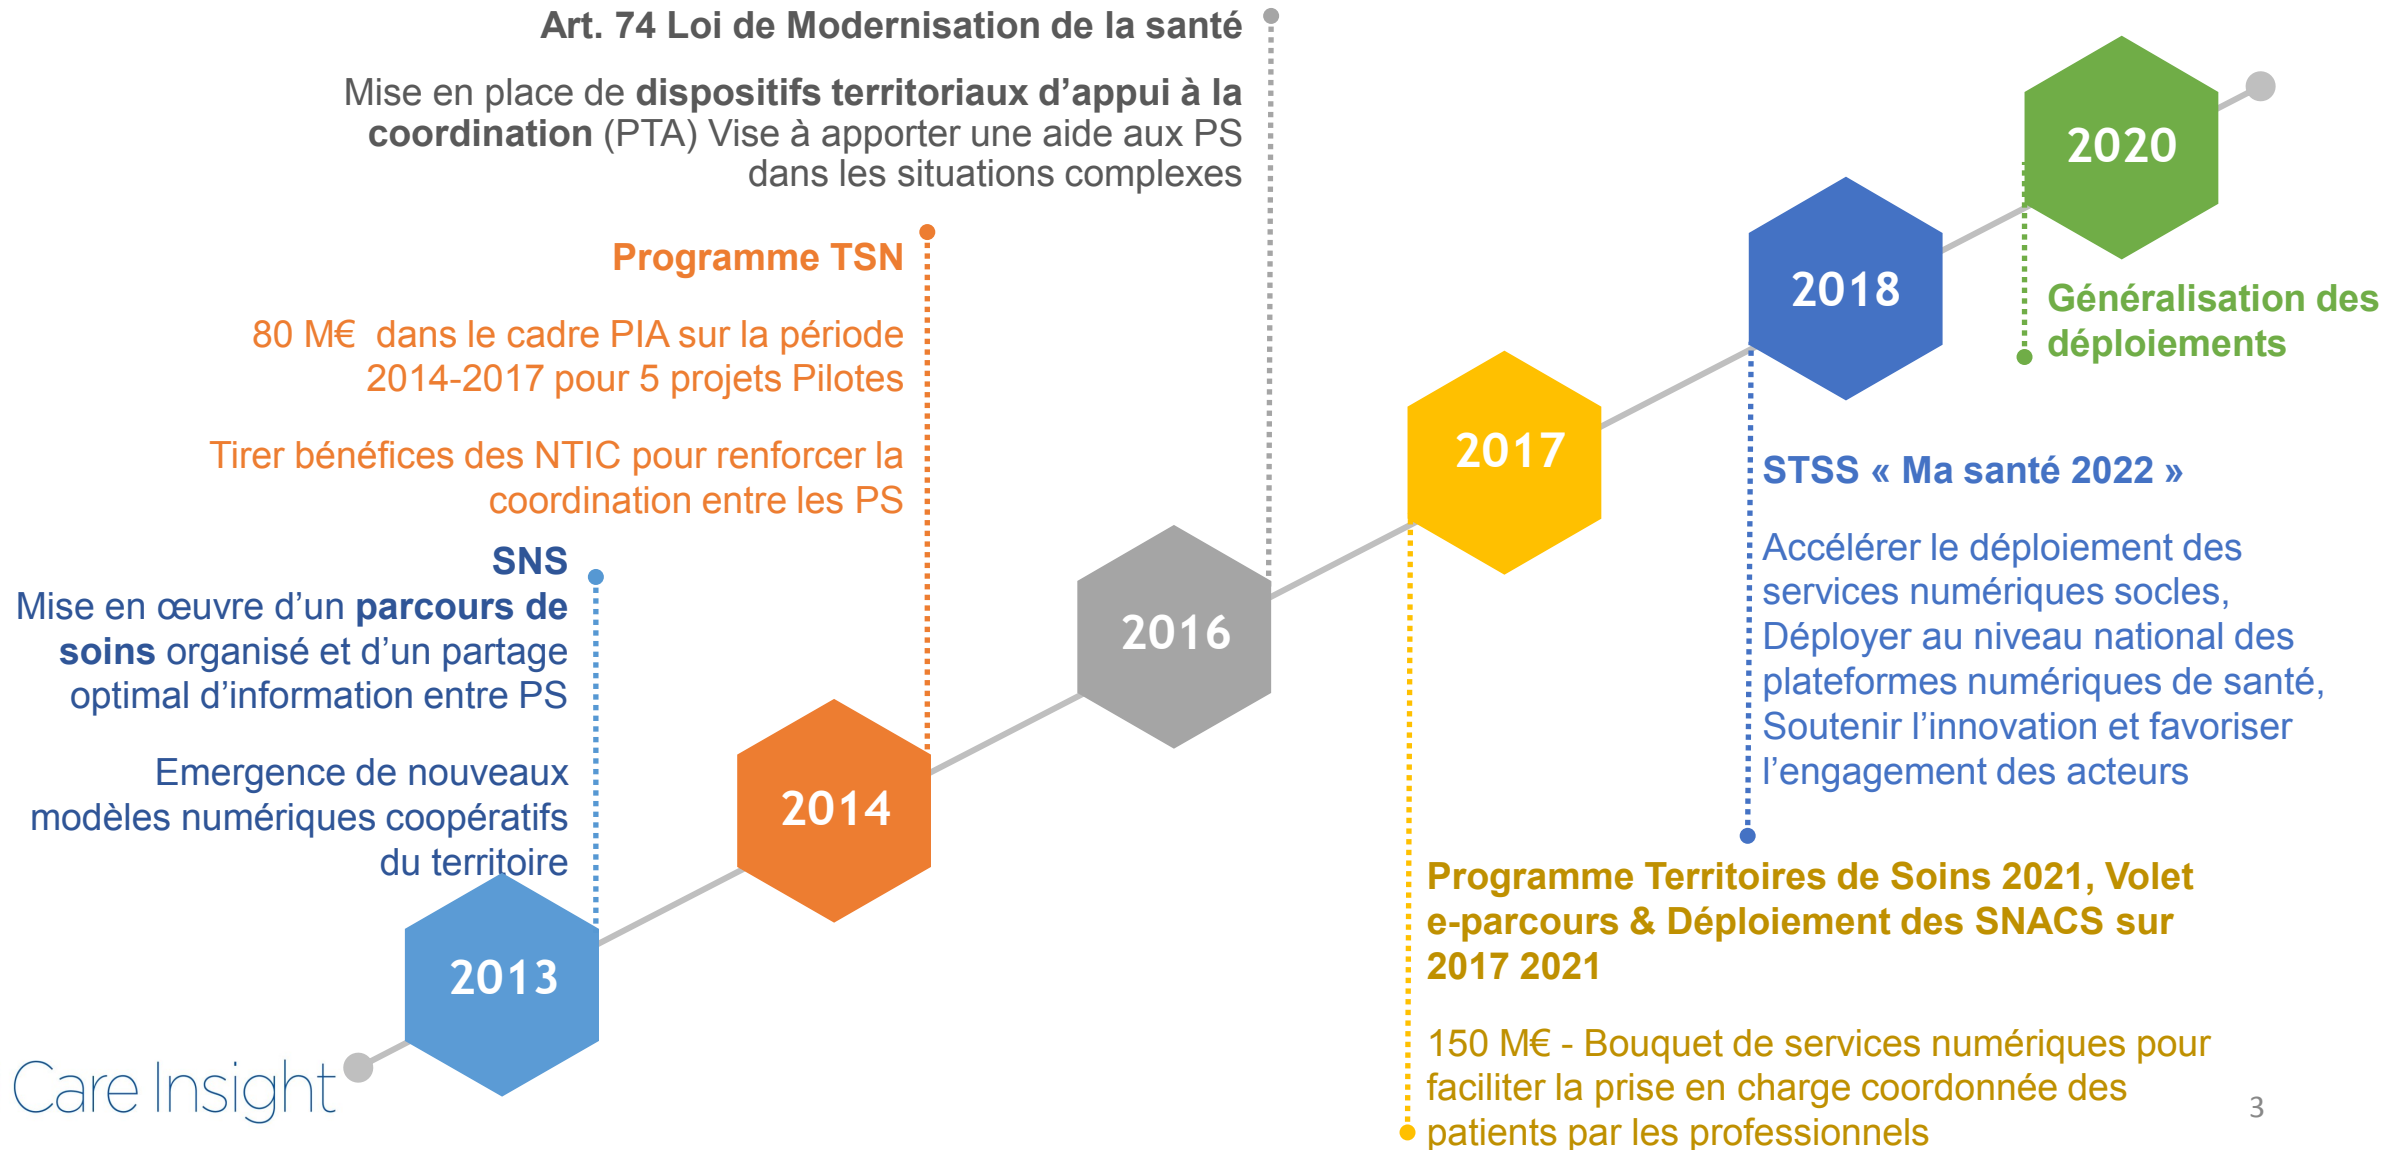 Art. 74 Loi de Modernisation de la santé
Mise en place de dispositifs territoriaux d’appui à la
coordination (PTA) Vise à apporter une aide aux PS
dans les situations complexes
Programme TSN
80 M€ dans le cadre PIA sur la période
2014-2017 pour 5 projets Pilotes
Tirer bénéfices des NTIC pour renforcer la
coordination entre les PS
SNS
Mise en œuvre d’un parcours de
soins organisé et d’un partage
optimal d’information entre PS
Emergence de nouveaux
modèles numériques coopératifs
du territoire
2013
2014
2016
2017
2018
2020
Généralisation des
déploiements
STSS « Ma santé 2022 »
Accélérer le déploiement des
services numériques socles,
Déployer au niveau national des
plateformes numériques de santé,
Soutenir l’innovation et favoriser
l’engagement des acteurs
Programme Territoires de Soins 2021, Volet
e-parcours & Déploiement des SNACS sur
2017 2021
150 M€ - Bouquet de services numériques pour
faciliter la prise en charge coordonnée des
patients par les professionnels
Care Insight
3